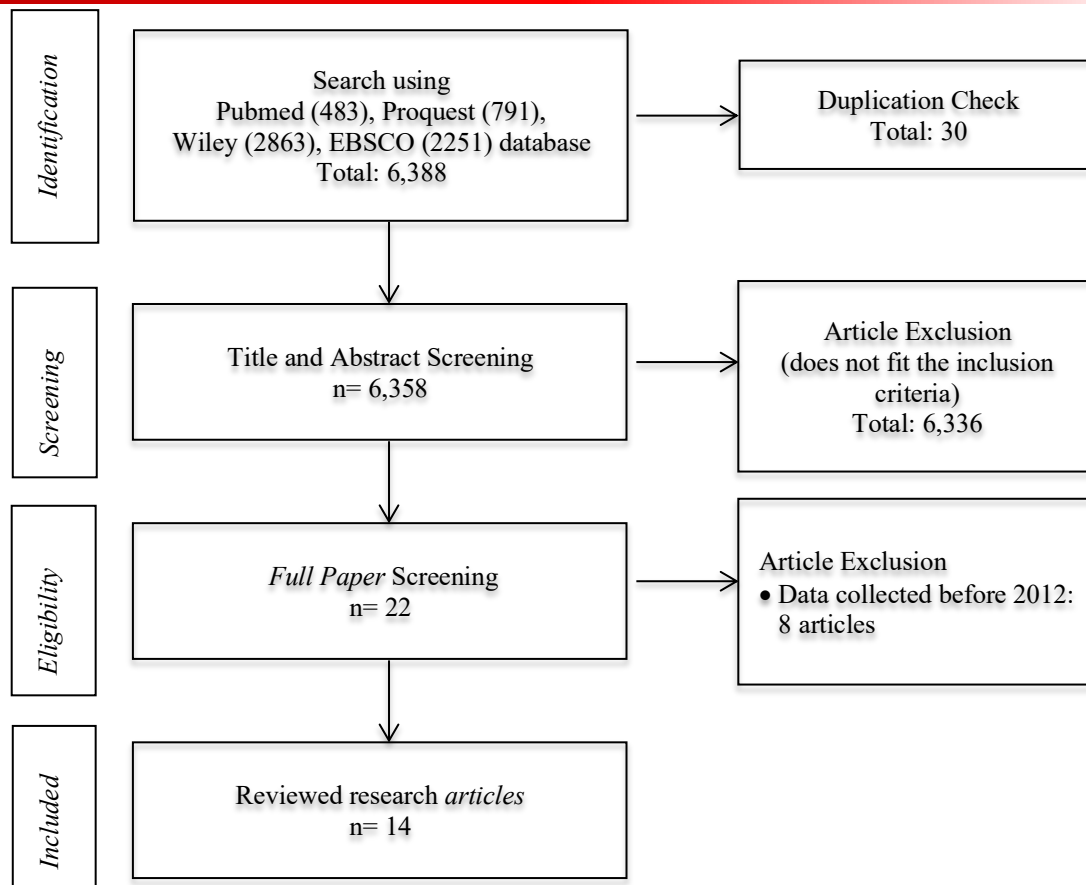 Identification
Search using
Pubmed (483), Proquest (791),
Wiley (2863), EBSCO (2251) database
Total: 6,388
Duplication Check
Total: 30
Screening
Title and Abstract Screening
n= 6,358
Article Exclusion
(does not fit the inclusion
criteria)
Total: 6,336
Eligibility
Full Paper Screening
n= 22
Article Exclusion
• Data collected before 2012:
8 articles
Included
Reviewed research articles
n= 14